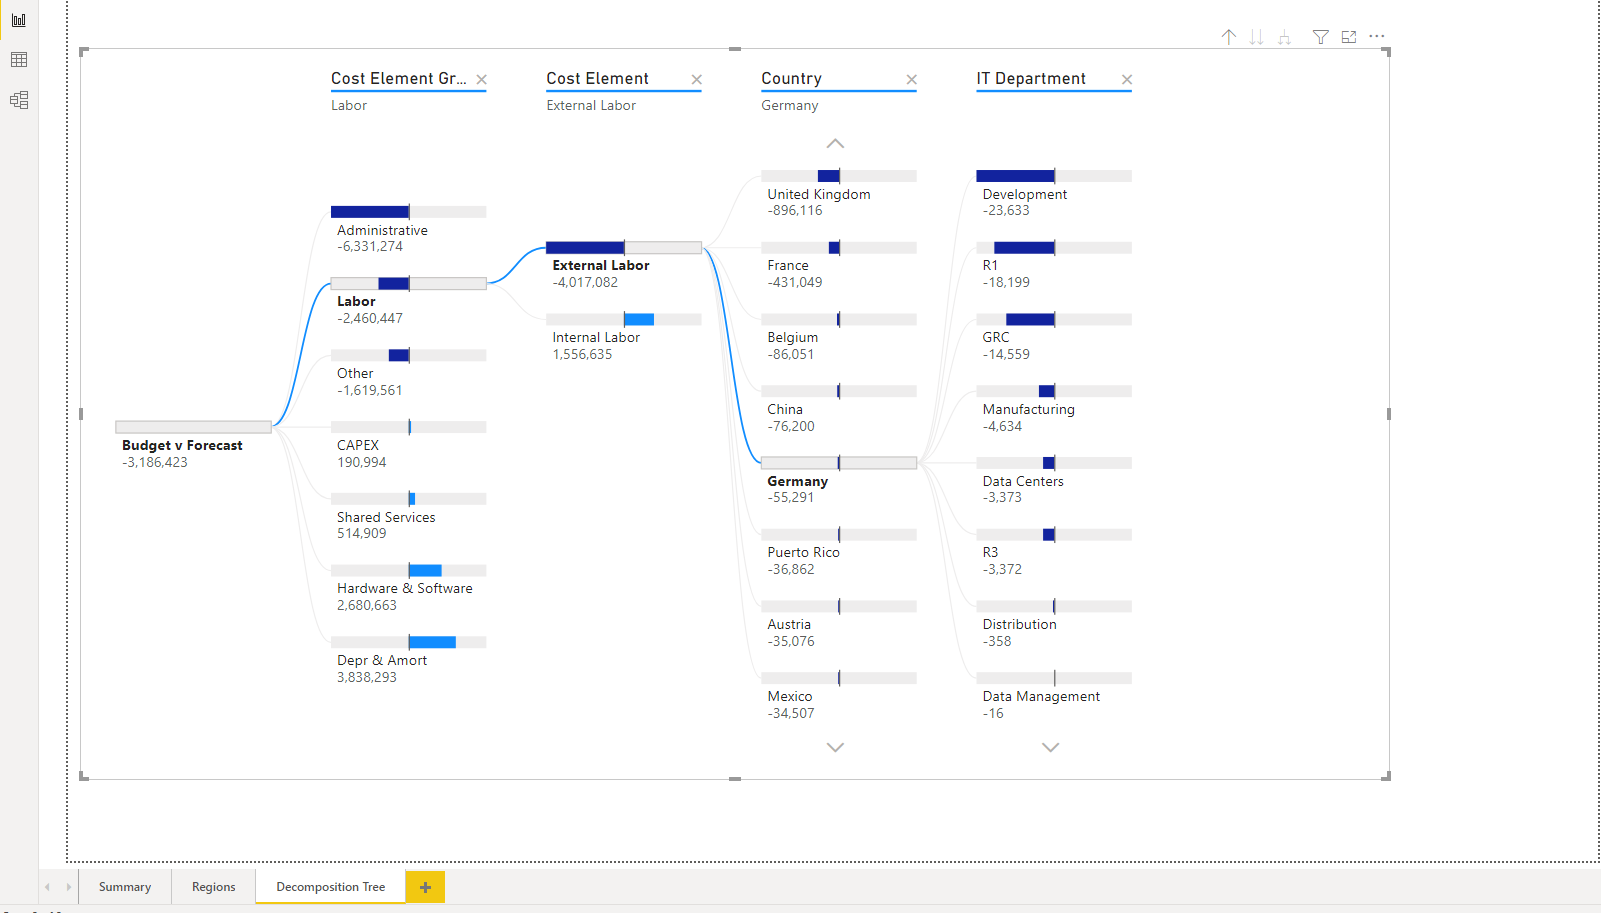 Cost Element Gr...
Labor
Cost Element
External Labor
Country
Germany
IT Department
Budget v Forecast
-3,186,423
Administrative
-6,331,274
Labor
-2,460,447
Other
-1,619,561
CAPEX
190,994
Shared Services
514,909
Hardware & Software
2,680,663
Depr & Amort
3,838,293
External Labor
-4,017,082
Internal Labor
1,556,635
United Kingdom
-896,116
France
-431,049
Belgium
-86,051
China
-76,200
Germany
-55,291
Puerto Rico
-36,862
Austria
-35,076
Mexico
-34,507
Development
-23,633
R1
-18,199
GRC
-14,559
Manufacturing
-4,634
Data Centers
-3,373
R3
-3,372
Distribution
-358
Data Management
-16
Summary
Regions
Decomposition Tree